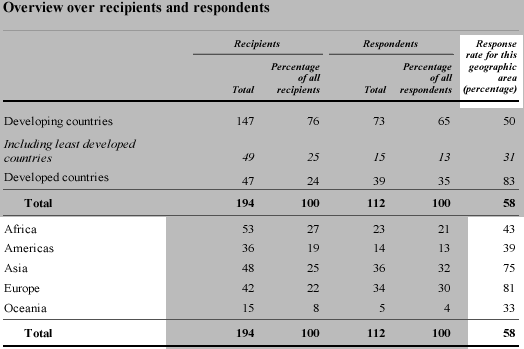 Overview over recipients and respondents
Recipients Respondents Response rate for this geographic area (percentage)
Total Percentage of all recipients Total Percentage of all respondents
Developing countries 147 76 73 65 50
Including least developed countries 49 25 15 13 31
Developed countries 47 24 39 35 83
Total 194 100 112 100 58
Africa 53 27 23 21 43
Americas 36 19 14 13 39
Asia 48 25 36 32 75
Europe 42 22 34 30 81
Oceania 15 8 5 4 33
Total 194 100 112 100 58